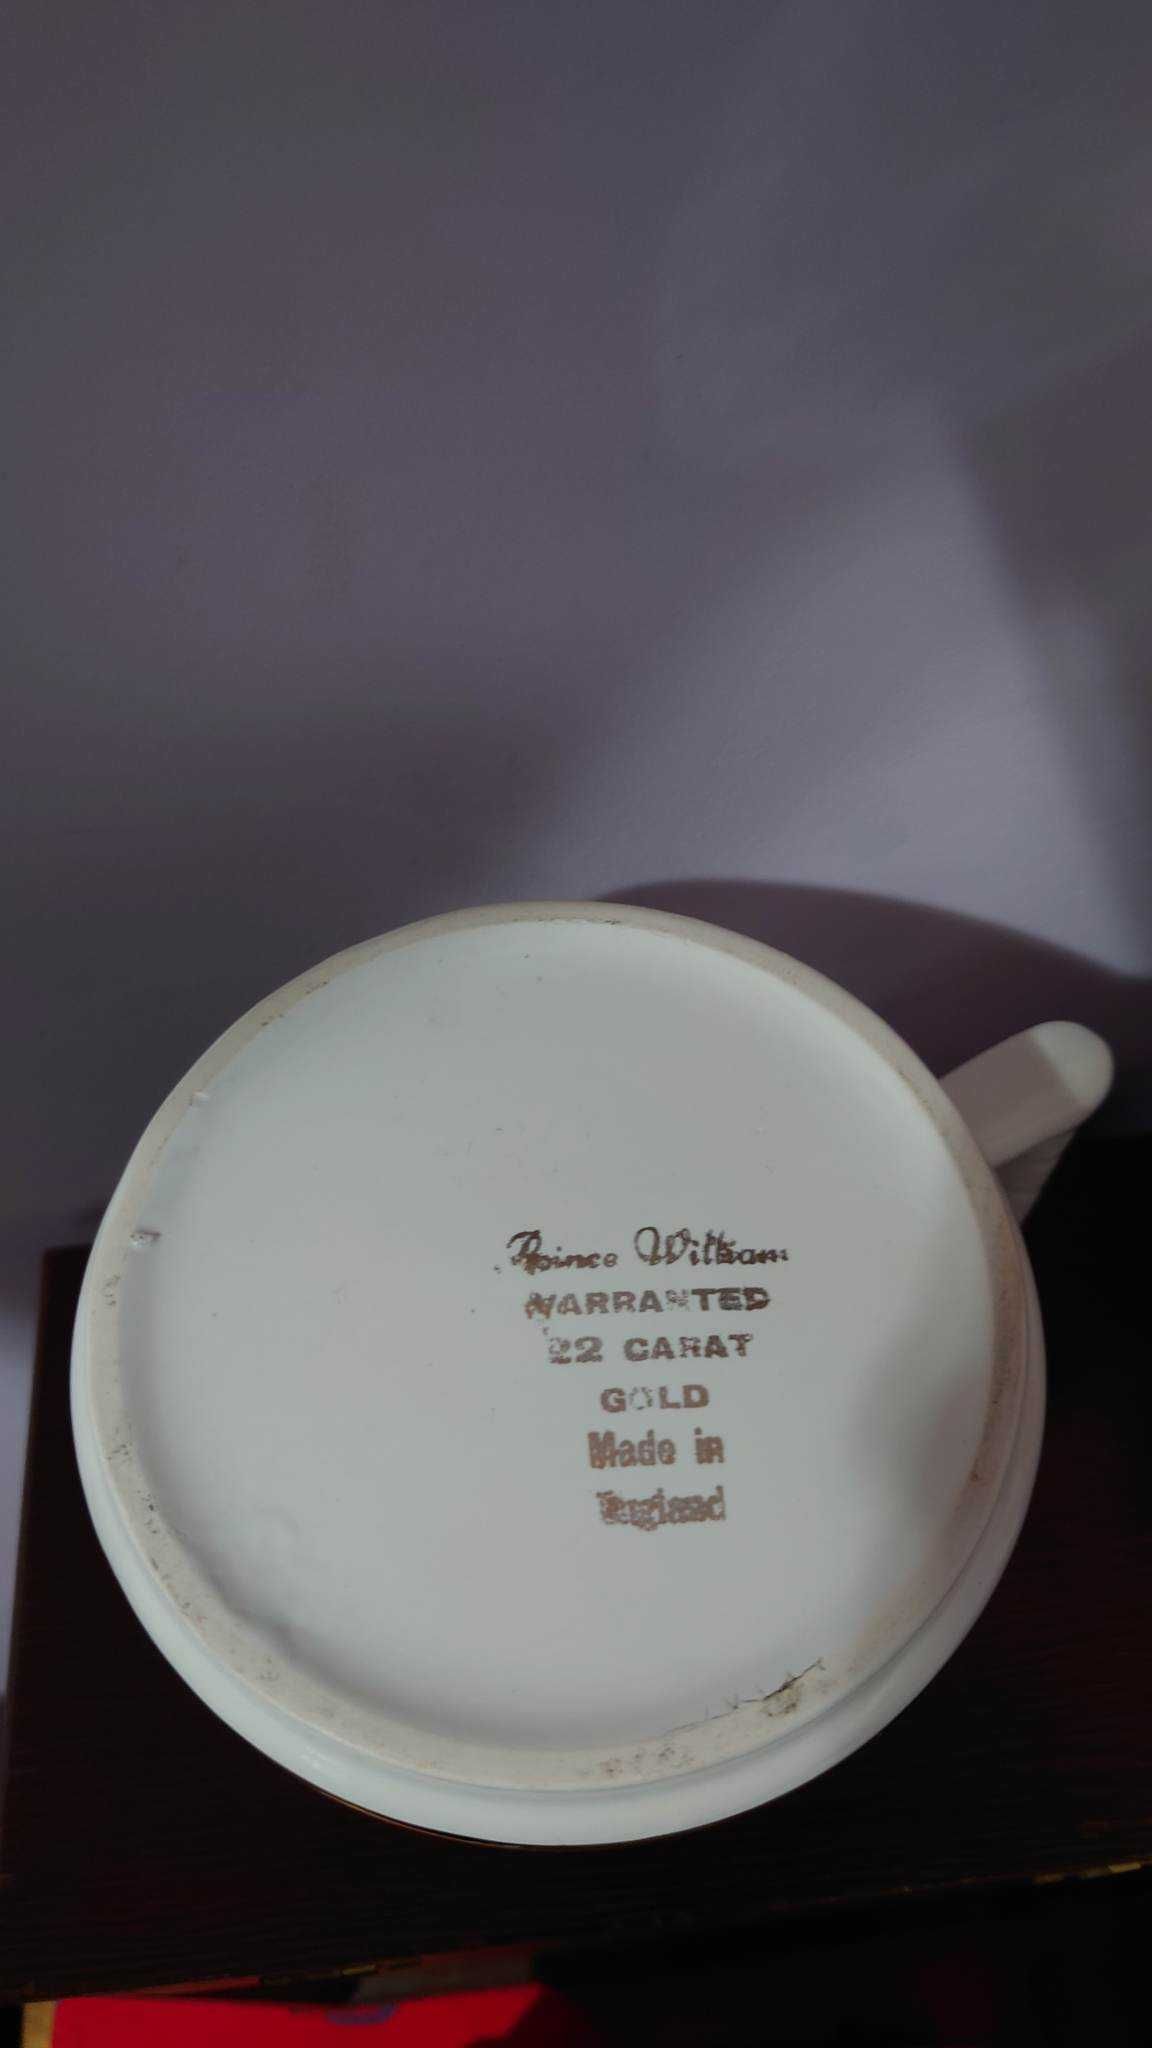 Prince William
WARRANTED
22 CARAT
GOLD
Made in
England